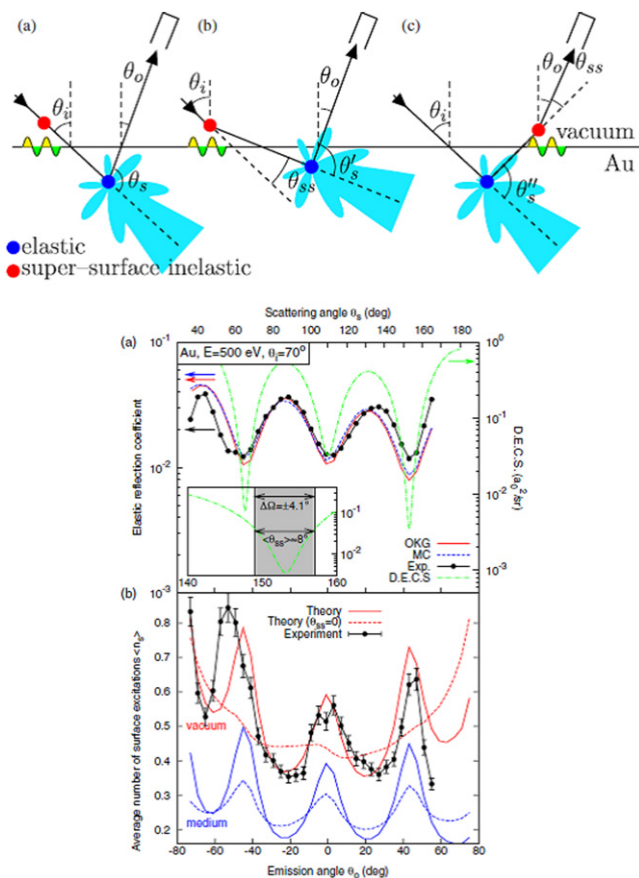 (a) (b) (c)
θi θo θs
θi θo θss θ's
θi θo θss θ''s
vacuum
Au
elastic
super–surface inelastic
Scattering angle θs (deg)
40 60 80 100 120 140 160 180
(a)
Au, E=500 eV, θi=70°
Elastic reflection coefficient
10-1
10-2
10-3
D.E.C.S (a0²/sr)
10^0
10-1
10-2
10-3
ΔΩ=±4.1°
<θss>~8°
10-1
10-2
140 150 160
OKG
MC
Exp.
D.E.C.S
(b)
Theory
Theory (θss=0)
Experiment
Average number of surface excitations <ns>
0.8
0.7
0.6
0.5
0.4
0.3
0.2
vacuum
medium
-80 -60 -40 -20 0 20 40 60 80
Emission angle θo (deg)